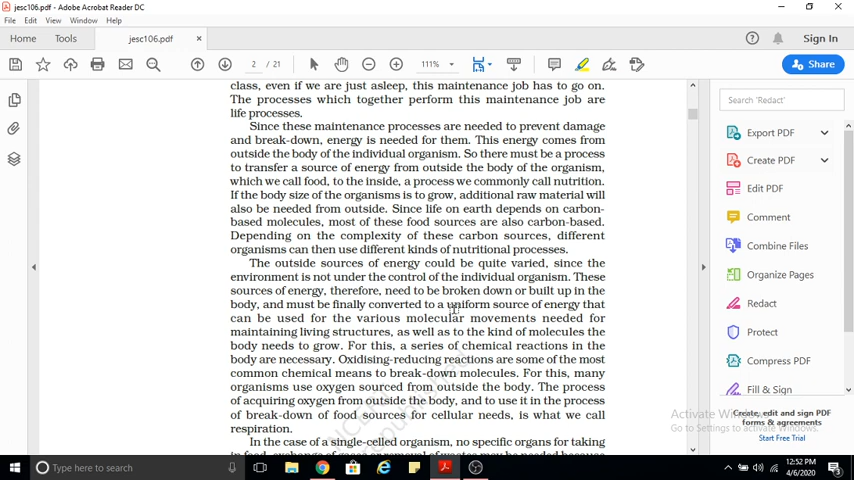 jesc106.pdf - Adobe Acrobat Reader DC
File Edit View Window Help
Home Tools jesc106.pdf × Sign In
2 / 21 111% Share
class, even if we are just asleep, this maintenance job has to go on.
The processes which together perform this maintenance job are
life processes.
Since these maintenance processes are needed to prevent damage
and break-down, energy is needed for them. This energy comes from
outside the body of the individual organism. So there must be a process
to transfer a source of energy from outside the body of the organism,
which we call food, to the inside, a process we commonly call nutrition.
If the body size of the organisms is to grow, additional raw material will
also be needed from outside. Since life on earth depends on carbon-
based molecules, most of these food sources are also carbon-based.
Depending on the complexity of these carbon sources, different
organisms can then use different kinds of nutritional processes.
The outside sources of energy could be quite varied, since the
environment is not under the control of the individual organism. These
sources of energy, therefore, need to be broken down or built up in the
body, and must be finally converted to a uniform source of energy that
can be used for the various molecular movements needed for
maintaining living structures, as well as to the kind of molecules the
body needs to grow. For this, a series of chemical reactions in the
body are necessary. Oxidising-reducing reactions are some of the most
common chemical means to break-down molecules. For this, many
organisms use oxygen sourced from outside the body. The process
of acquiring oxygen from outside the body, and to use it in the process
of break-down of food sources for cellular needs, is what we call
respiration.
In the case of a single-celled organism, no specific organs for taking
in food, exchange of gases or removal of wastes may be needed because
Search 'Redact'
Export PDF
Create PDF
Edit PDF
Comment
Combine Files
Organize Pages
Redact
Protect
Compress PDF
Fill & Sign
Create, edit and sign PDF
forms & agreements
Start Free Trial
Activate Windows
Go to Settings to activate Windows.
Type here to search
12:52 PM
4/6/2020
3